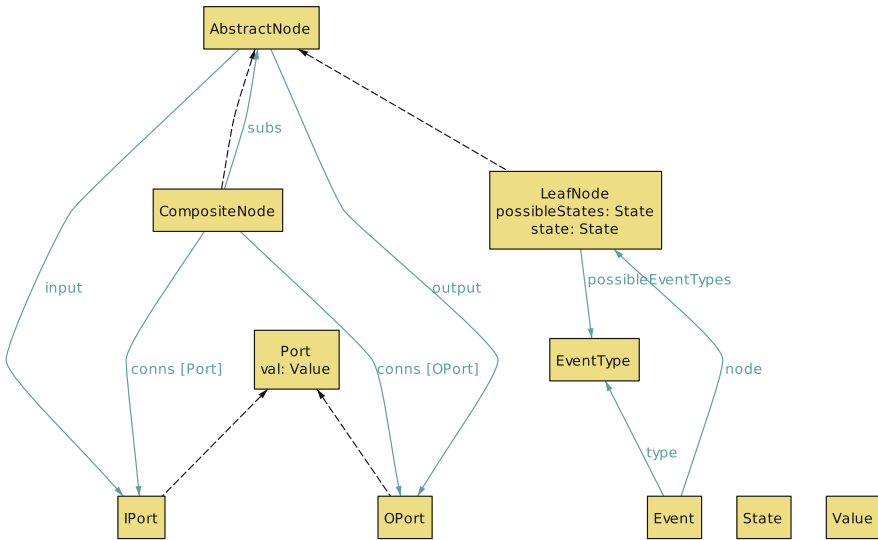 AbstractNode
subs
CompositeNode
LeafNode
possibleStates: State
state: State
input
output
possibleEventTypes
Port
val: Value
EventType
conns [Port]
conns [OPort]
node
type
IPort
OPort
Event
State
Value